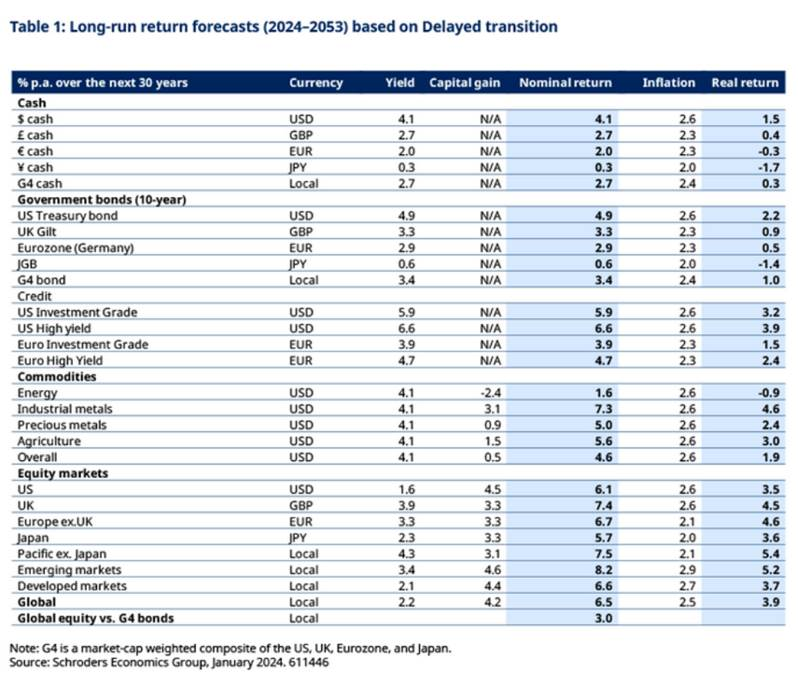 Table 1: Long-run return forecasts (2024–2053) based on Delayed transition
% p.a. over the next 30 years Currency Yield Capital gain Nominal return Inflation Real return
Cash
$ cash USD 4.1 N/A 4.1 2.6 1.5
£ cash GBP 2.7 N/A 2.7 2.3 0.4
€ cash EUR 2.0 N/A 2.0 2.3 -0.3
¥ cash JPY 0.3 N/A 0.3 2.0 -1.7
G4 cash Local 2.7 N/A 2.7 2.4 0.3
Government bonds (10-year)
US Treasury bond USD 4.9 N/A 4.9 2.6 2.2
UK Gilt GBP 3.3 N/A 3.3 2.3 0.9
Eurozone (Germany) EUR 2.9 N/A 2.9 2.3 0.5
JGB JPY 0.6 N/A 0.6 2.0 -1.4
G4 bond Local 3.4 N/A 3.4 2.4 1.0
Credit
US Investment Grade USD 5.9 N/A 5.9 2.6 3.2
US High yield USD 6.6 N/A 6.6 2.6 3.9
Euro Investment Grade EUR 3.9 N/A 3.9 2.3 1.5
Euro High Yield EUR 4.7 N/A 4.7 2.3 2.4
Commodities
Energy USD 4.1 -2.4 1.6 2.6 -0.9
Industrial metals USD 4.1 3.1 7.3 2.6 4.6
Precious metals USD 4.1 0.9 5.0 2.6 2.4
Agriculture USD 4.1 1.5 5.6 2.6 3.0
Overall USD 4.1 0.5 4.6 2.6 1.9
Equity markets
US USD 1.6 4.5 6.1 2.6 3.5
UK GBP 3.9 3.3 7.4 2.6 4.5
Europe ex.UK EUR 3.3 3.3 6.7 2.1 4.6
Japan JPY 2.3 3.3 5.7 2.0 3.6
Pacific ex. Japan Local 4.3 3.1 7.5 2.1 5.4
Emerging markets Local 3.4 4.6 8.2 2.9 5.2
Developed markets Local 2.1 4.4 6.6 2.7 3.7
Global Local 2.2 4.2 6.5 2.5 3.9
Global equity vs. G4 bonds Local 3.0
Note: G4 is a market-cap weighted composite of the US, UK, Eurozone, and Japan.
Source: Schroders Economics Group, January 2024. 611446